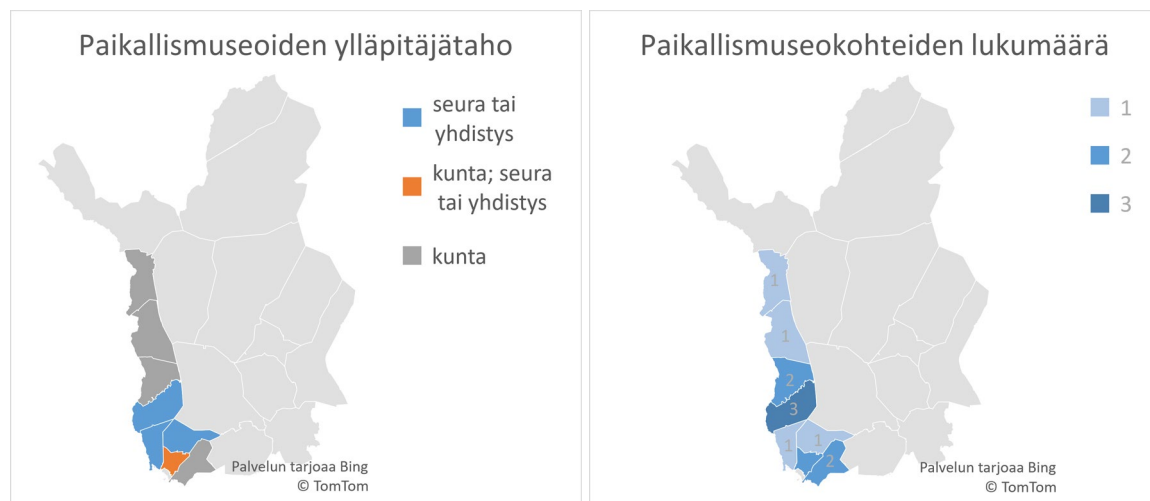 Paikallismuseoiden ylläpitäjätaho
seura tai
yhdistys
kunta; seura
tai yhdistys
kunta
Palvelun tarjoaa Bing
© TomTom
Paikallismuseokohteiden lukumäärä
1
2
3
1
1
2
3
1
1
2
Palvelun tarjoaa Bing
© TomTom